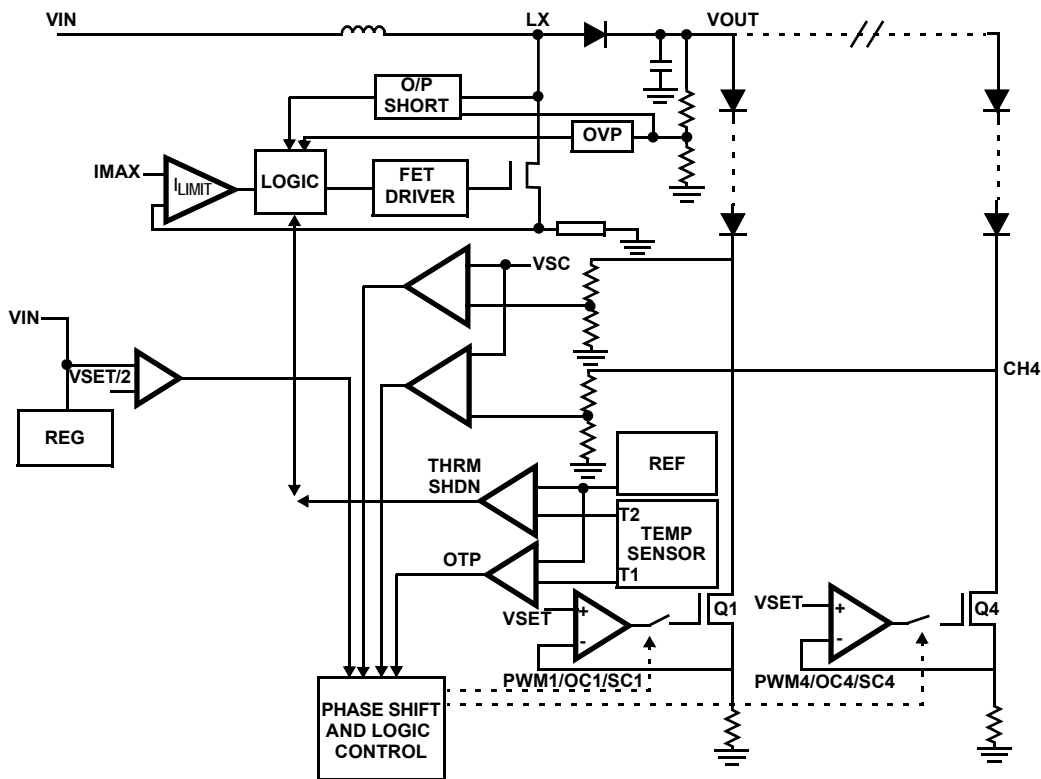 VIN
LX
VOUT
O/P
SHORT
OVP
IMAX
ILIMIT
LOGIC
FET
DRIVER
VSC
VIN
VSET/2
REG
CH4
REF
THRM
SHDN
T2
TEMP
SENSOR
T1
OTP
VSET
+
-
Q1
VSET
+
-
Q4
PWM1/OC1/SC1
PWM4/OC4/SC4
PHASE SHIFT
AND LOGIC
CONTROL